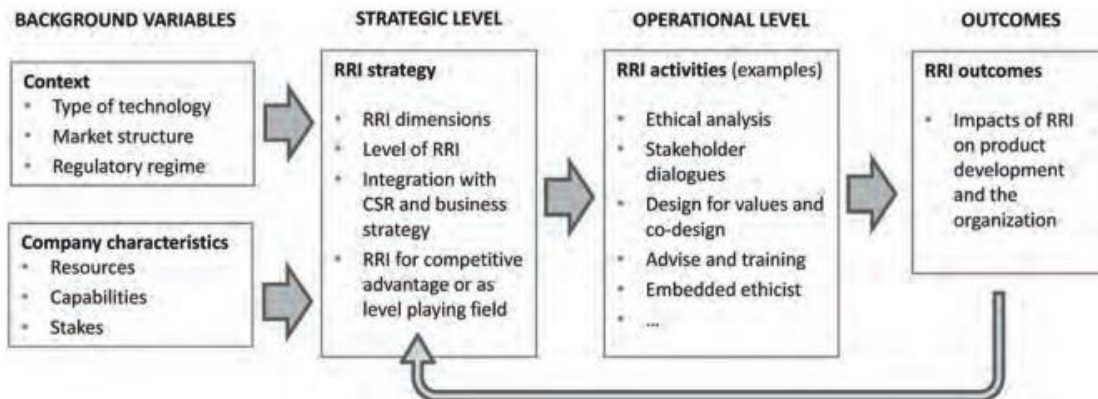 BACKGROUND VARIABLES
STRATEGIC LEVEL
OPERATIONAL LEVEL
OUTCOMES
Context
• Type of technology
• Market structure
• Regulatory regime
Company characteristics
• Resources
• Capabilities
• Stakes
RRI strategy
• RRI dimensions
• Level of RRI
• Integration with
CSR and business
strategy
• RRI for competitive
advantage or as
level playing field
RRI activities (examples)
• Ethical analysis
• Stakeholder
dialogues
• Design for values and
co-design
• Advise and training
• Embedded ethicist
• ...
RRI outcomes
• Impacts of RRI
on product
development
and the
organization